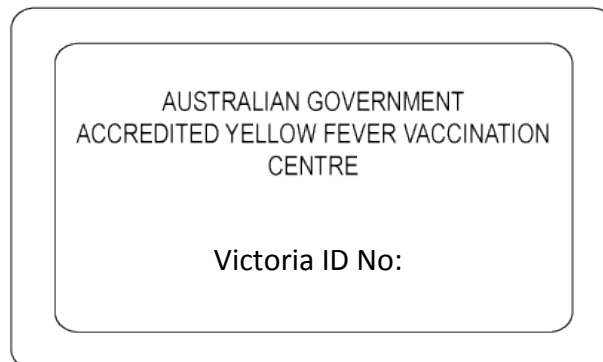 AUSTRALIAN GOVERNMENT
ACCREDITED YELLOW FEVER VACCINATION
CENTRE
Victoria ID No: